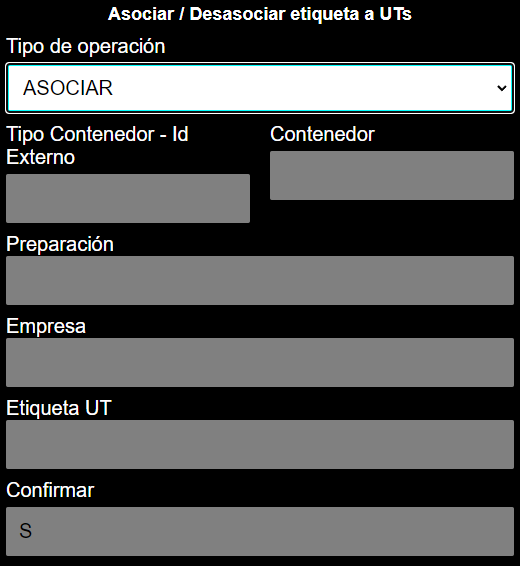 Asociar / Desasociar etiqueta a UTs
Tipo de operación
ASOCIAR
Tipo Contenedor - Id
Externo
Contenedor
Preparación
Empresa
Etiqueta UT
Confirmar
S